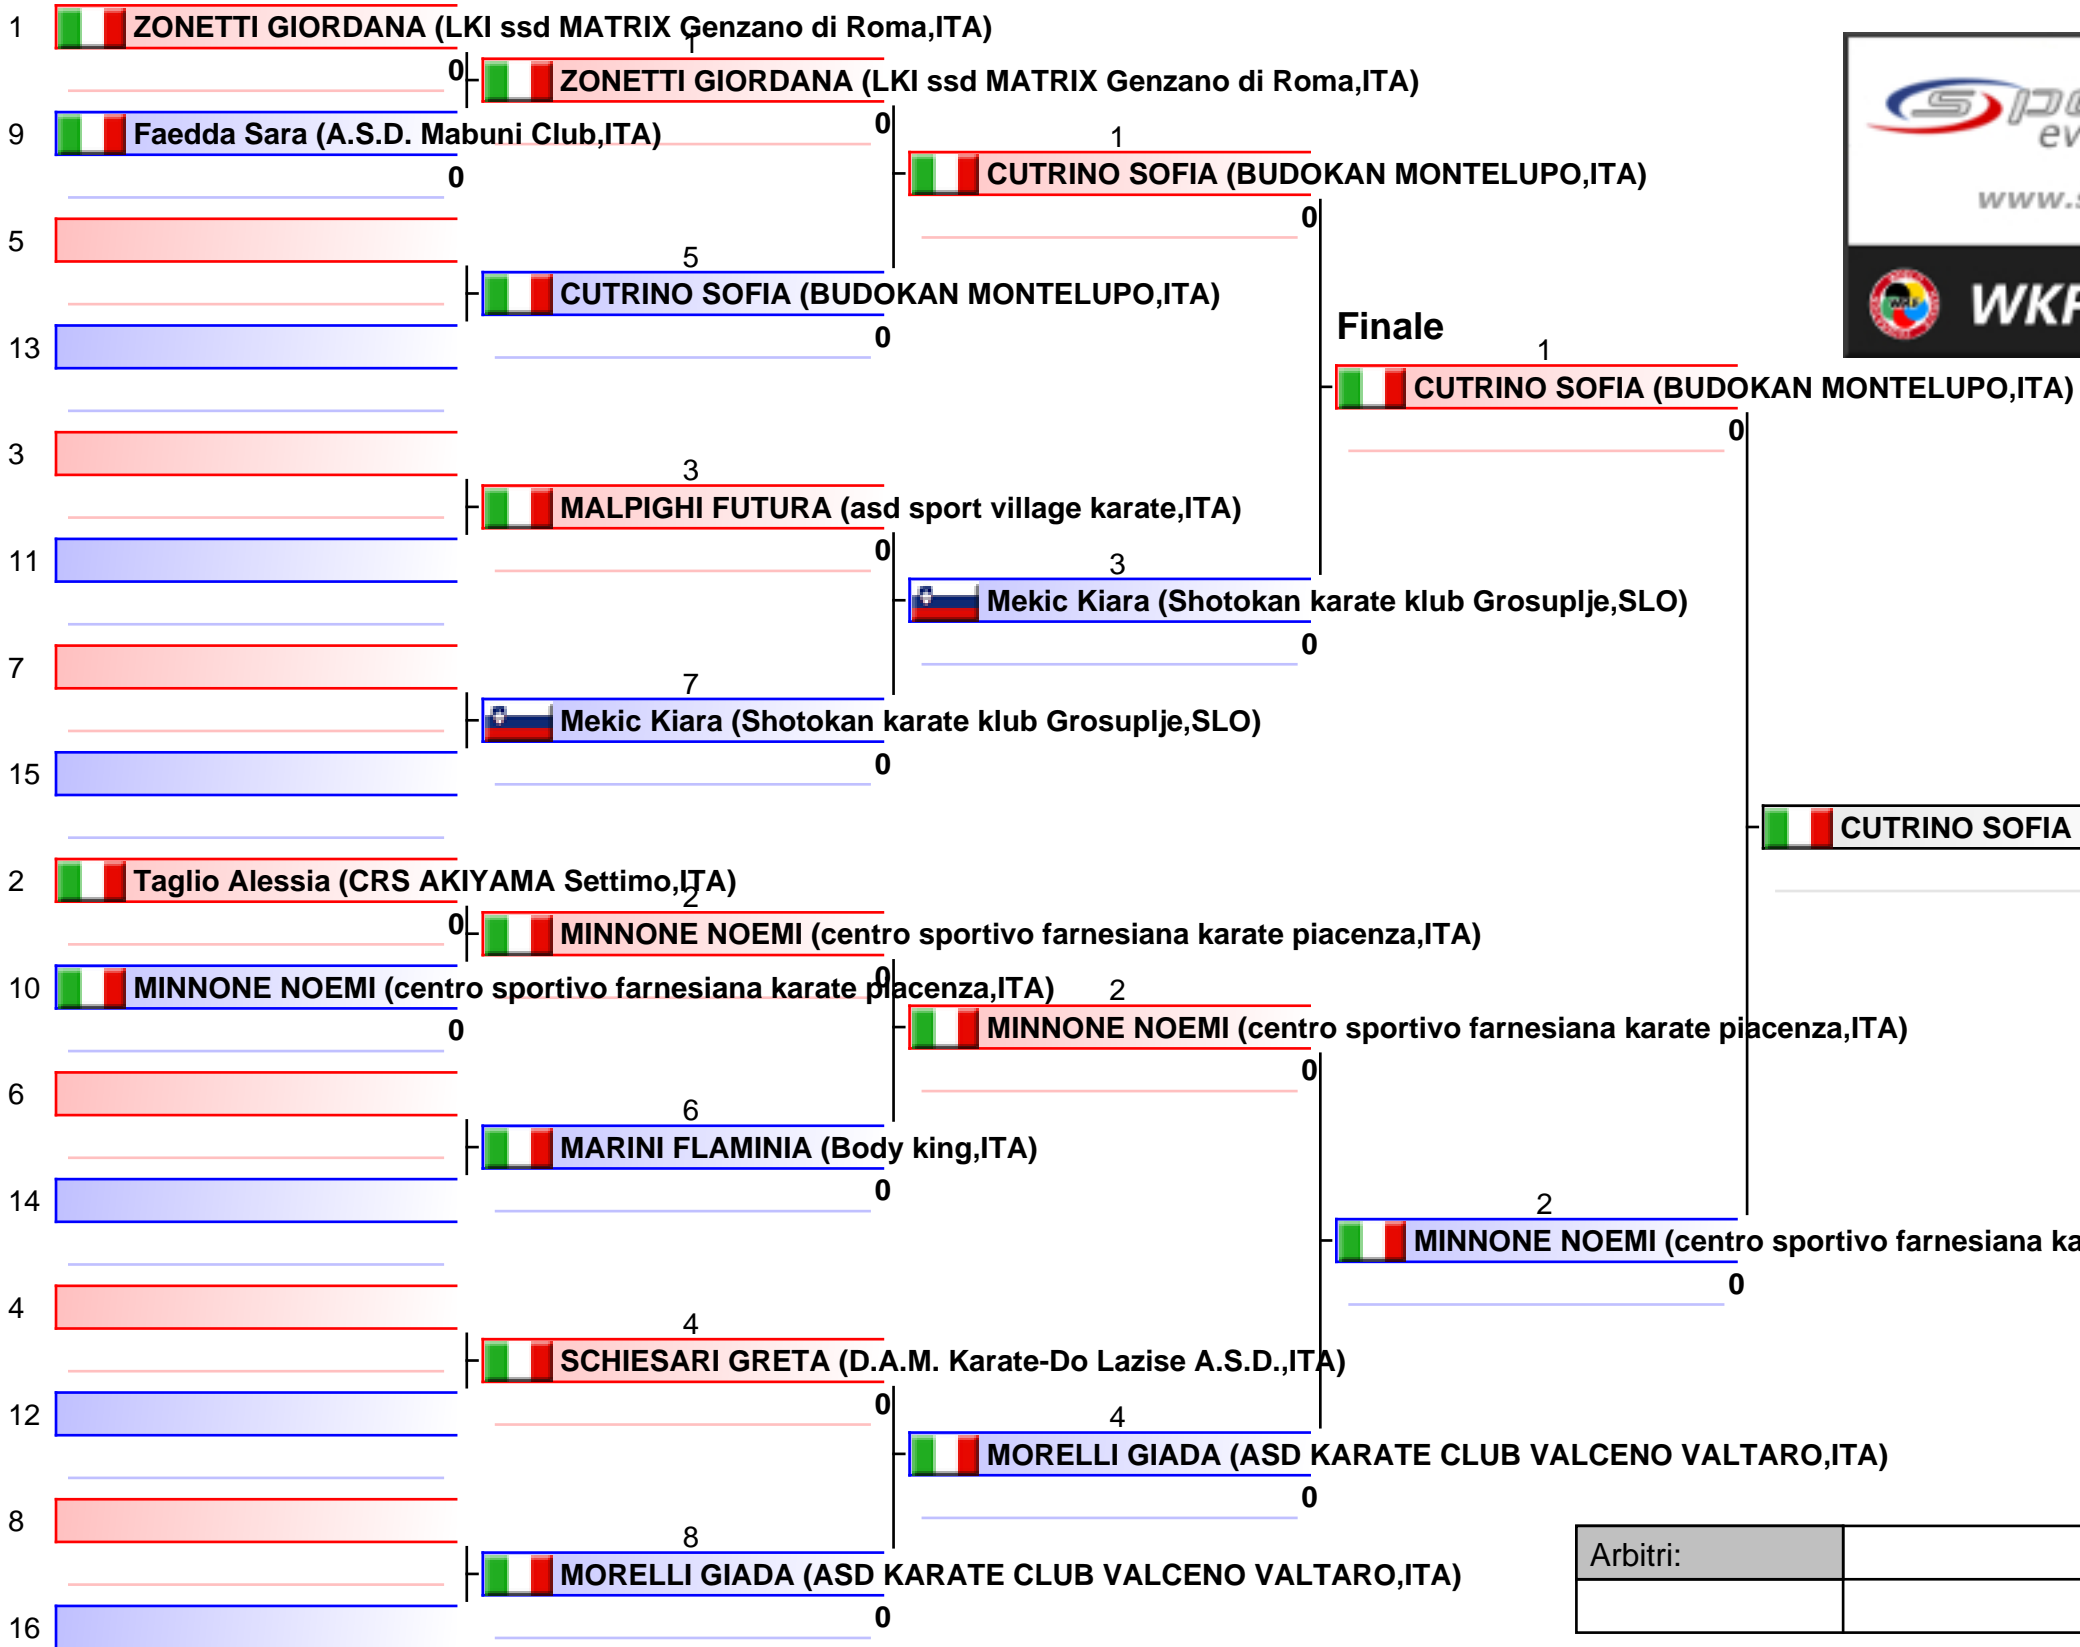 1 ZONETTI GIORDANA (LKI ssd MATRIX Genzano di Roma,ITA)
0
9 Faedda Sara (A.S.D. Mabuni Club,ITA)
0
5
13
3
11
7
15
2 Taglio Alessia (CRS AKIYAMA Settimo,ITA)
0
10 MINNONE NOEMI (centro sportivo farnesiana karate piacenza,ITA)
0
6
14
4
12
8
16
1
ZONETTI GIORDANA (LKI ssd MATRIX Genzano di Roma,ITA)
0
5
CUTRINO SOFIA (BUDOKAN MONTELUPO,ITA)
0
3
MALPIGHI FUTURA (asd sport village karate,ITA)
0
7
Mekic Kiara (Shotokan karate klub Grosuplje,SLO)
0
2
MINNONE NOEMI (centro sportivo farnesiana karate piacenza,ITA)
0
6
MARINI FLAMINIA (Body king,ITA)
0
4
SCHIESARI GRETA (D.A.M. Karate-Do Lazise A.S.D.,ITA)
0
8
MORELLI GIADA (ASD KARATE CLUB VALCENO VALTARO,ITA)
0
1
CUTRINO SOFIA (BUDOKAN MONTELUPO,ITA)
0
3
Mekic Kiara (Shotokan karate klub Grosuplje,SLO)
0
2
MINNONE NOEMI (centro sportivo farnesiana karate piacenza,ITA)
0
4
MORELLI GIADA (ASD KARATE CLUB VALCENO VALTARO,ITA)
0
Finale
1
CUTRINO SOFIA (BUDOKAN MONTELUPO,ITA)
0
2
MINNONE NOEMI (centro sportivo farnesiana ka
0
CUTRINO SOFIA
www.s
WKF
Arbitri: